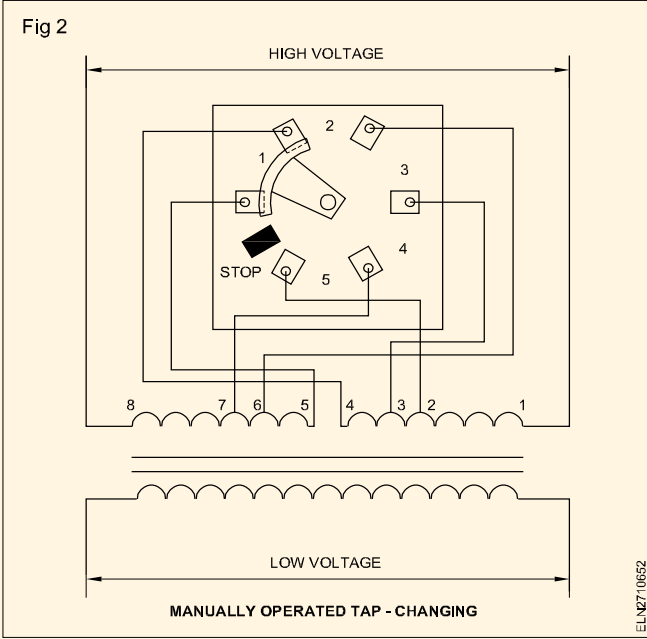 Fig 2
HIGH VOLTAGE
2
1
3
4
STOP
5
8 7 6 5 4 3 2 1
LOW VOLTAGE
MANUALLY OPERATED TAP - CHANGING
ELN2710652